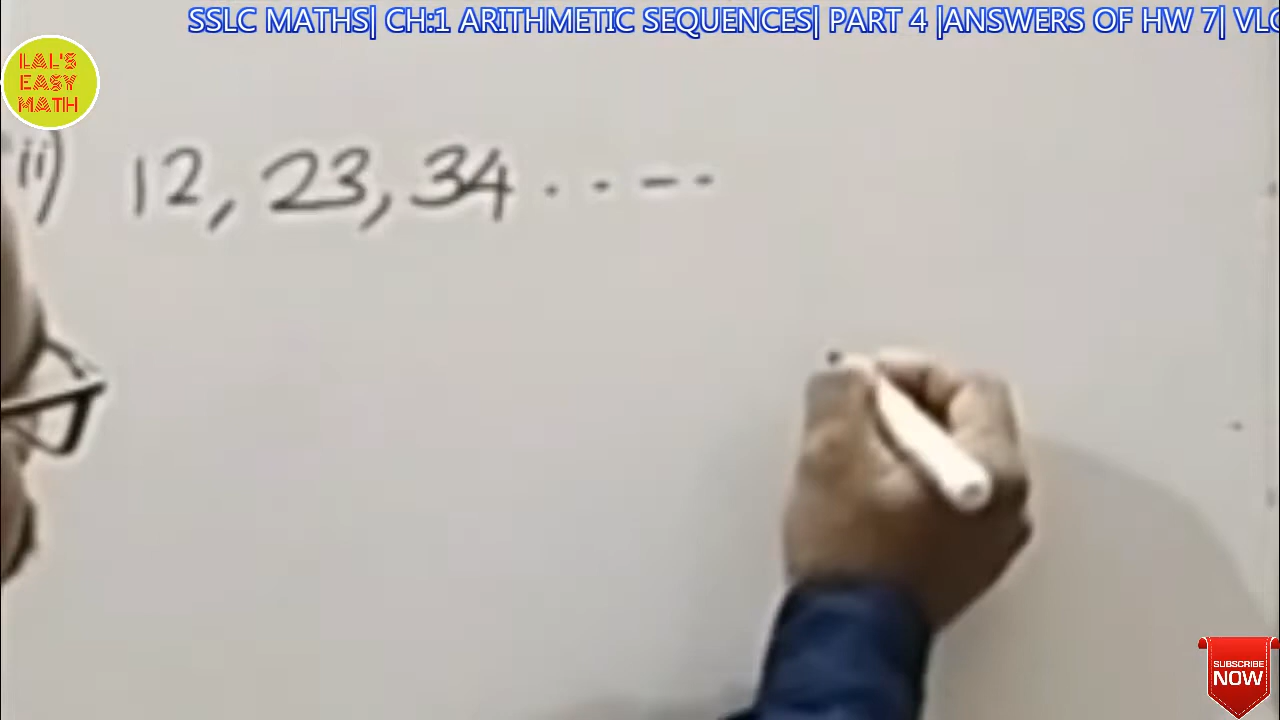 SSLC MATHS| CH:1 ARITHMETIC SEQUENCES| PART 4 |ANSWERS OF HW 7| VLO
LAL'S
EASY
MATH
ii) 12, 23, 34 ......
SUBSCRIBE
NOW